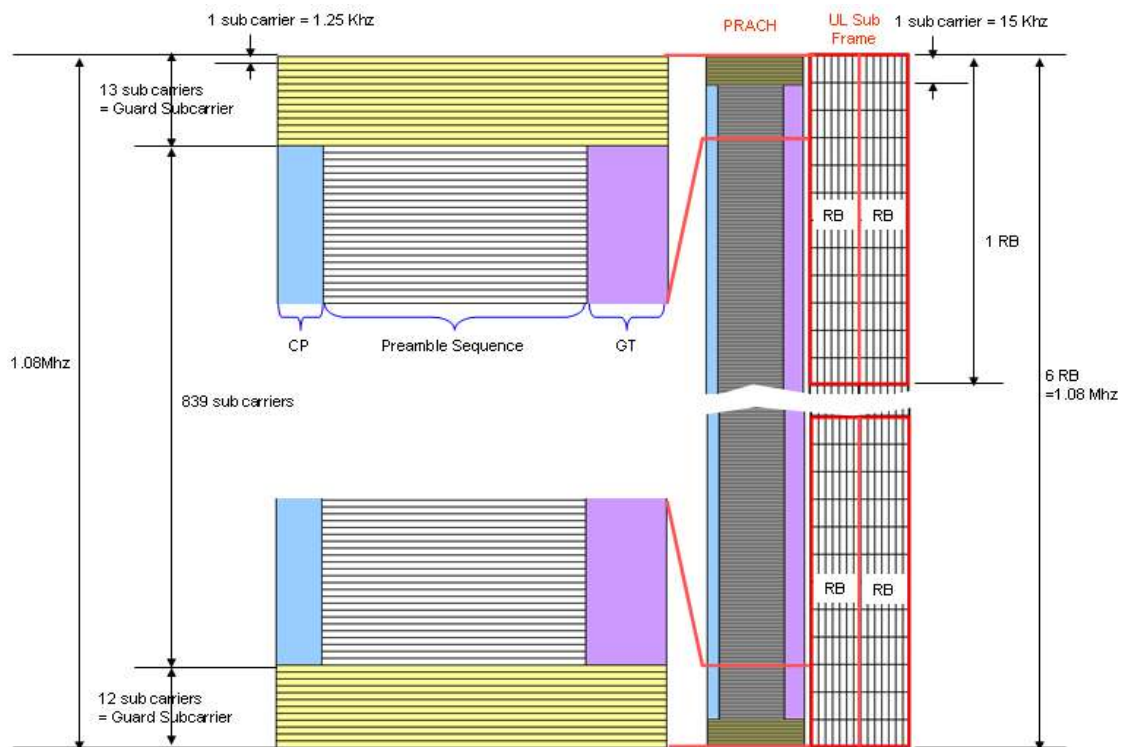 1 sub carrier = 1.25 Khz
PRACH
UL Sub
Frame
1 sub carrier = 15 Khz
13 sub carriers
= Guard Subcarrier
RB
RB
1 RB
CP
Preamble Sequence
GT
1.08Mhz
6 RB
=1.08 Mhz
839 sub carriers
RB
RB
12 sub carriers
= Guard Subcarrier